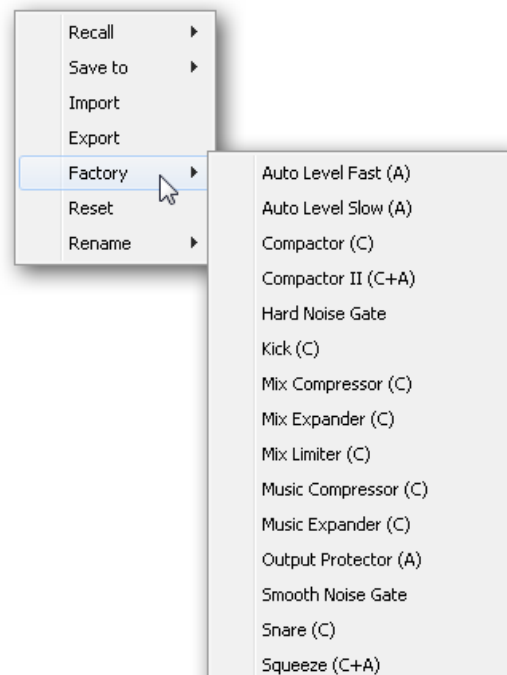 Recall
Save to
Import
Export
Factory
Reset
Rename
Auto Level Fast (A)
Auto Level Slow (A)
Compactor (C)
Compactor II (C+A)
Hard Noise Gate
Kick (C)
Mix Compressor (C)
Mix Expander (C)
Mix Limiter (C)
Music Compressor (C)
Music Expander (C)
Output Protector (A)
Smooth Noise Gate
Snare (C)
Squeeze (C+A)